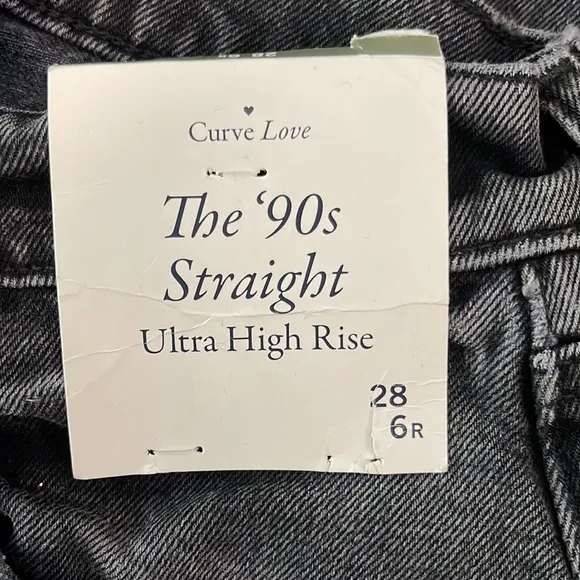 Curve Love
The ‘90s
Straight
Ultra High Rise
28
6R